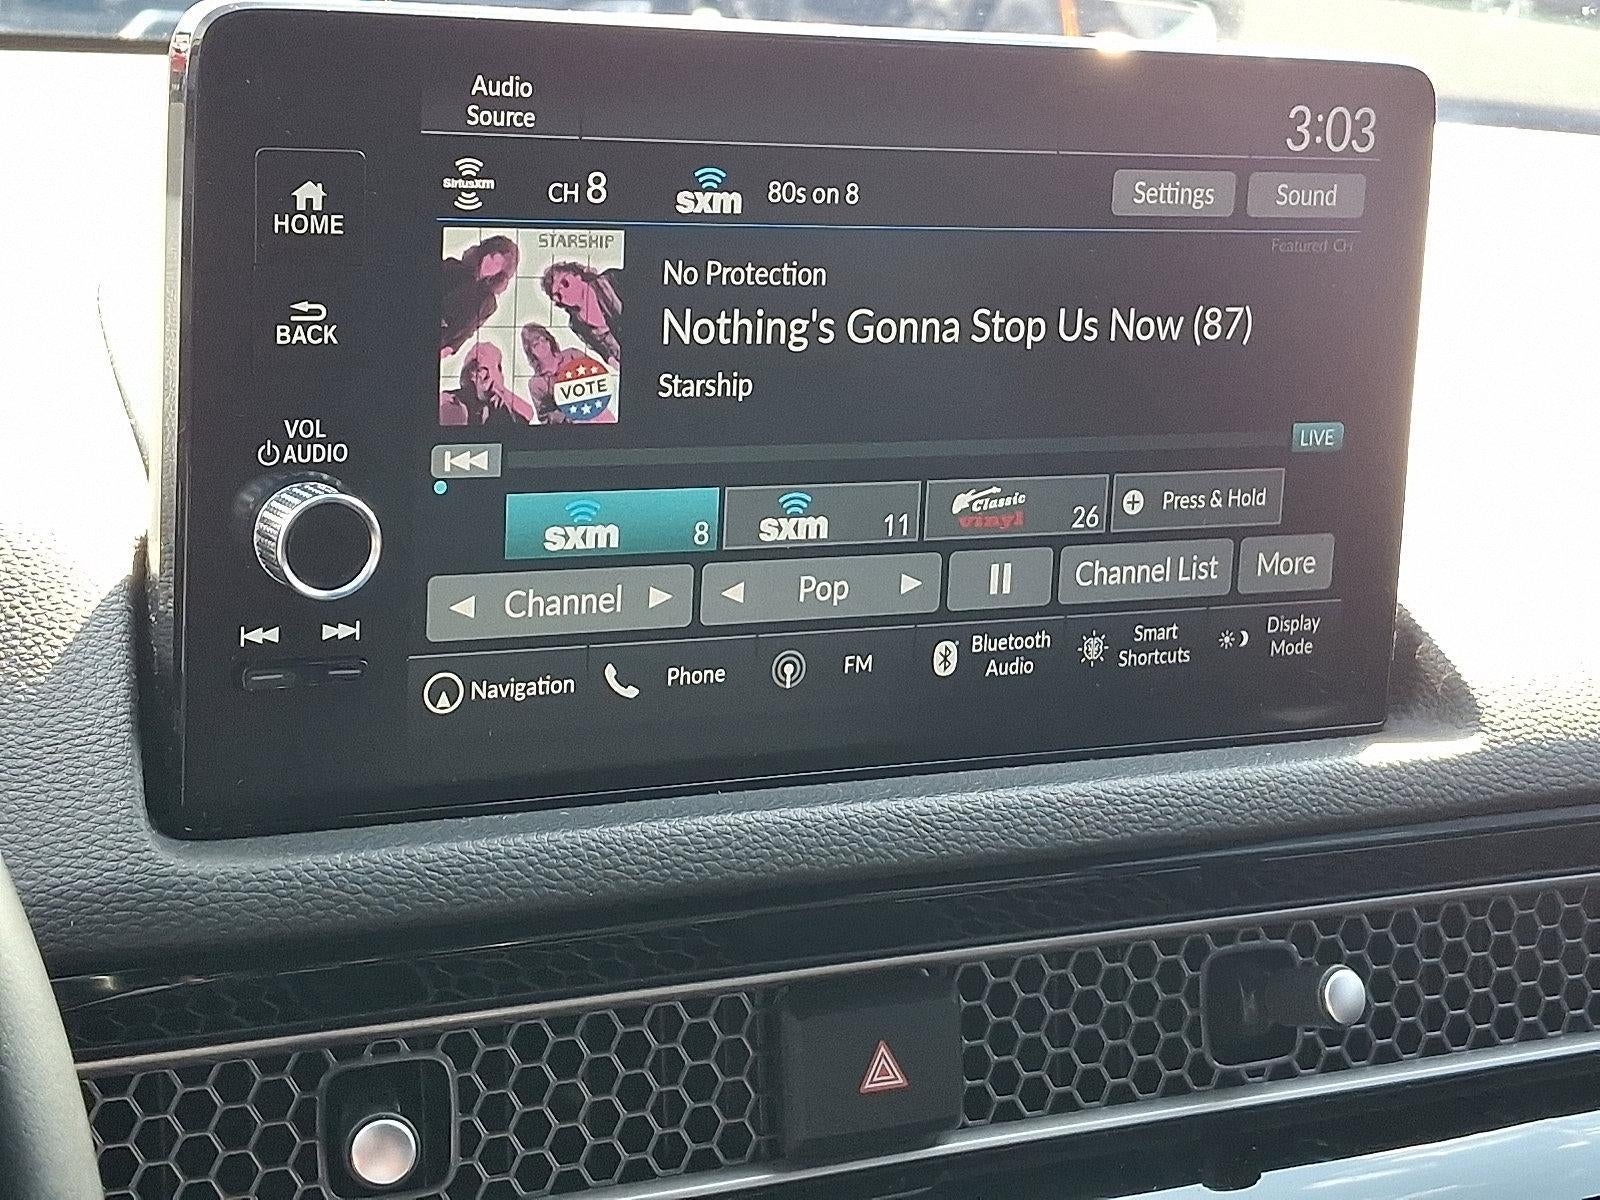 Audio
Source
3:03
HOME
BACK
VOL
AUDIO
SiriusXM
CH 8
sxm
80s on 8
Settings
Sound
Featured CH
STARSHIP
VOTE
No Protection
Nothing's Gonna Stop Us Now (87)
Starship
LIVE
sxm 8
sxm 11
Classic
vinyl 26
Press & Hold
Channel
Pop
Channel List
More
Navigation
Phone
FM
Bluetooth
Audio
Smart
Shortcuts
Display
Mode